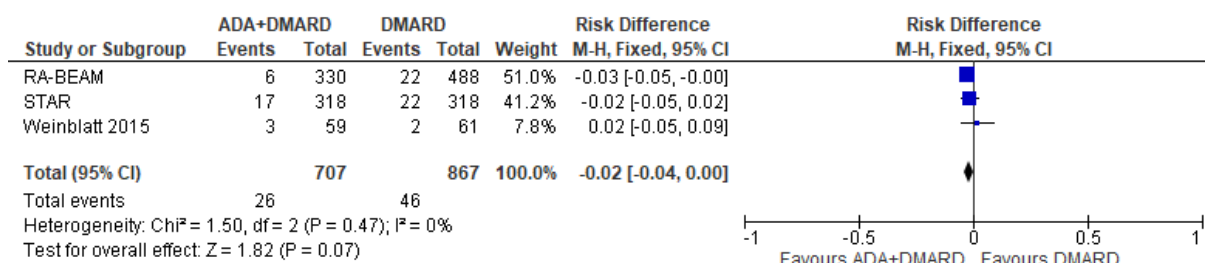 ADA+DMARD DMARD Risk Difference Risk Difference
Study or Subgroup Events Total Events Total Weight M-H, Fixed, 95% CI M-H, Fixed, 95% CI
RA-BEAM 6 330 22 488 51.0% -0.03 [-0.05, -0.00]
STAR 17 318 22 318 41.2% -0.02 [-0.05, 0.02]
Weinblatt 2015 3 59 2 61 7.8% 0.02 [-0.05, 0.09]
Total (95% CI) 707 867 100.0% -0.02 [-0.04, 0.00]
Total events 26 46
Heterogeneity: Chi² = 1.50, df = 2 (P = 0.47); I² = 0%
Test for overall effect: Z = 1.82 (P = 0.07)
-1 -0.5 0 0.5 1
Favours ADA+DMARD Favours DMARD